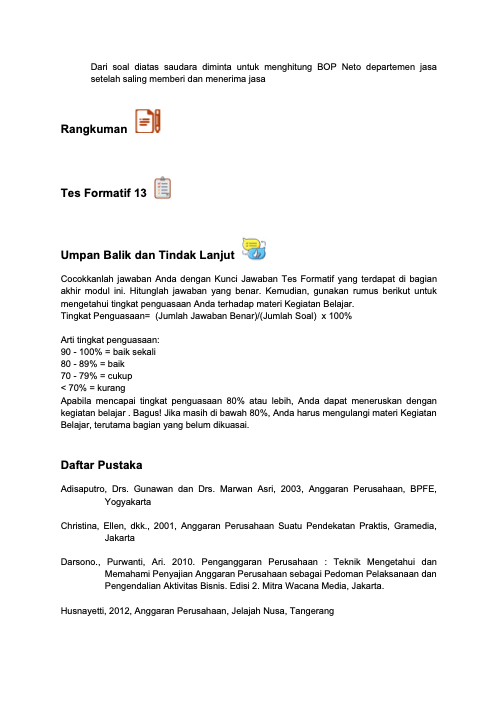 Dari soal diatas saudara diminta untuk menghitung BOP Neto departemen jasa
setelah saling memberi dan menerima jasa
Rangkuman
Tes Formatif 13
Umpan Balik dan Tindak Lanjut
Cocokkanlah jawaban Anda dengan Kunci Jawaban Tes Formatif yang terdapat di bagian
akhir modul ini. Hitunglah jawaban yang benar. Kemudian, gunakan rumus berikut untuk
mengetahui tingkat penguasaan Anda terhadap materi Kegiatan Belajar.
Tingkat Penguasaan= (Jumlah Jawaban Benar)/(Jumlah Soal) x 100%
Arti tingkat penguasaan:
90 - 100% = baik sekali
80 - 89% = baik
70 - 79% = cukup
< 70% = kurang
Apabila mencapai tingkat penguasaan 80% atau lebih, Anda dapat meneruskan dengan
kegiatan belajar . Bagus! Jika masih di bawah 80%, Anda harus mengulangi materi Kegiatan
Belajar, terutama bagian yang belum dikuasai.
Daftar Pustaka
Adisaputro, Drs. Gunawan dan Drs. Marwan Asri, 2003, Anggaran Perusahaan, BPFE,
Yogyakarta
Christina, Ellen, dkk., 2001, Anggaran Perusahaan Suatu Pendekatan Praktis, Gramedia,
Jakarta
Darsono., Purwanti, Ari. 2010. Penganggaran Perusahaan : Teknik Mengetahui dan
Memahami Penyajian Anggaran Perusahaan sebagai Pedoman Pelaksanaan dan
Pengendalian Aktivitas Bisnis. Edisi 2. Mitra Wacana Media, Jakarta.
Husnayetti, 2012, Anggaran Perusahaan, Jelajah Nusa, Tangerang